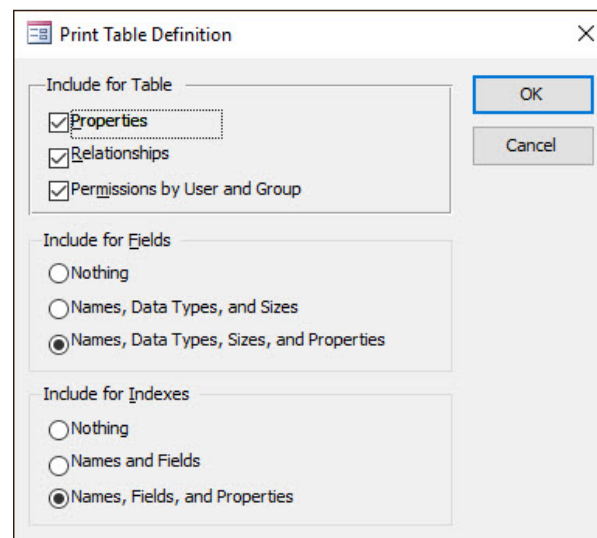 Print Table Definition
Include for Table
OK
Properties
Cancel
Relationships
Permissions by User and Group
Include for Fields
Nothing
Names, Data Types, and Sizes
Names, Data Types, Sizes, and Properties
Include for Indexes
Nothing
Names and Fields
Names, Fields, and Properties